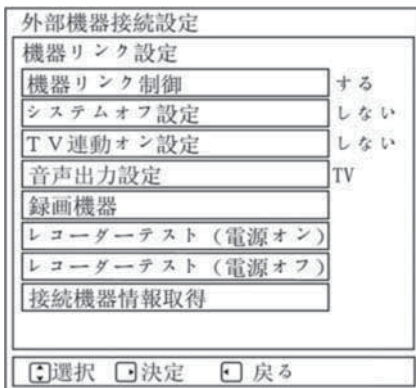 外部機器接続設定
機器リンク設定
機器リンク制御 する
システムオフ設定 しない
TV連動オン設定 しない
音声出力設定 TV
録画機器
レコーダーテスト(電源オン)
レコーダーテスト(電源オフ)
接続機器情報取得
選択 決定 戻る